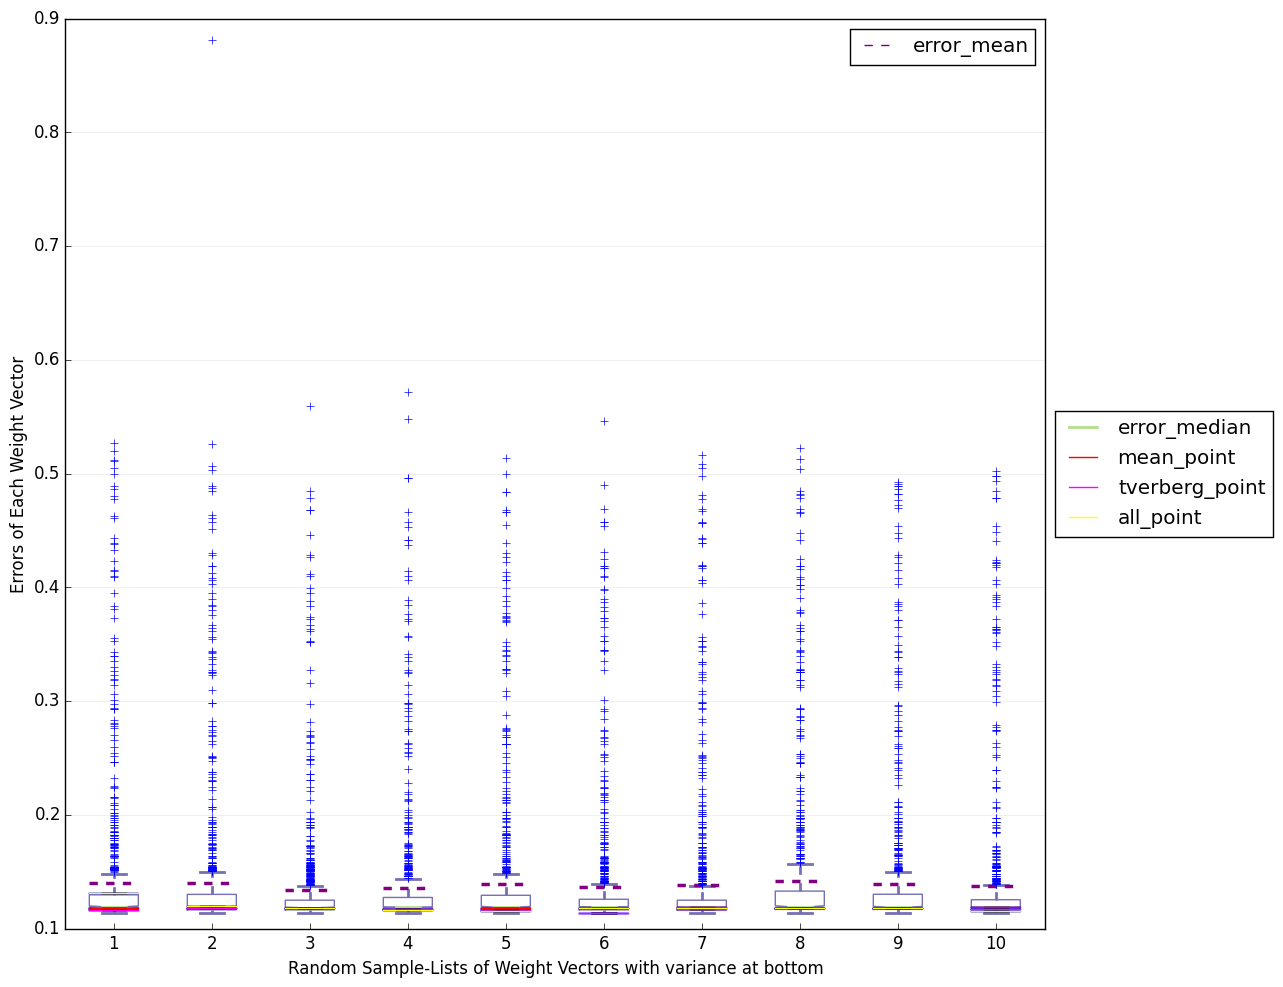 0.9
0.8
0.7
0.6
0.5
0.4
0.3
0.2
0.1
Errors of Each Weight Vector
1 2 3 4 5 6 7 8 9 10
Random Sample-Lists of Weight Vectors with variance at bottom
error_mean
error_median
mean_point
tverberg_point
all_point